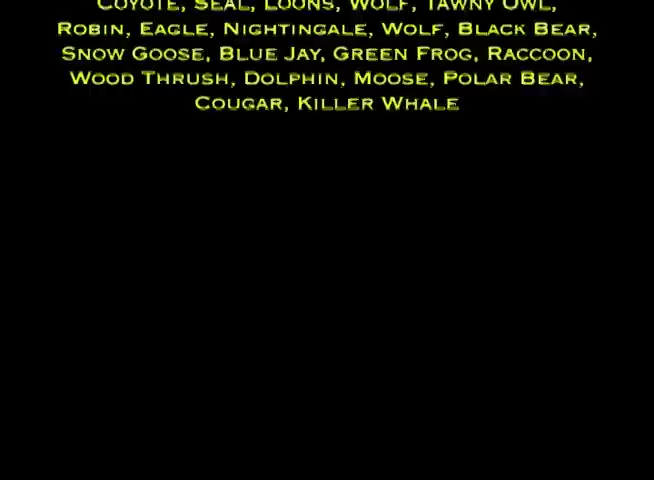 Coyote, Seal, Loons, Wolf, Tawny Owl,
Robin, Eagle, Nightingale, Wolf, Black Bear,
Snow Goose, Blue Jay, Green Frog, Raccoon,
Wood Thrush, Dolphin, Moose, Polar Bear,
Cougar, Killer Whale